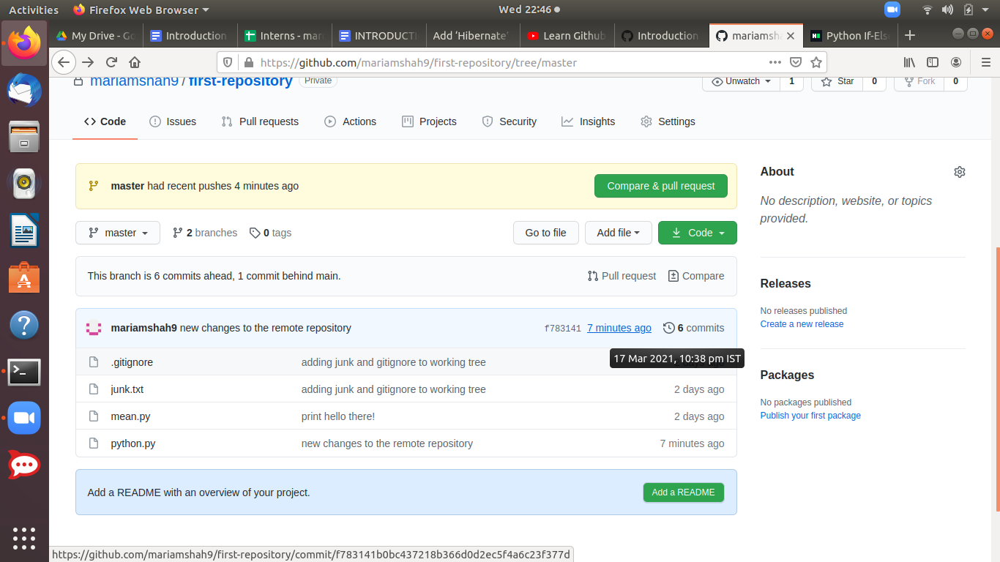 Activities Firefox Web Browser Wed 22:46
My Drive - Go Introduction Interns - mar INTRODUCTI Add ‘Hibernate’ Learn Github Introduction mariamsha Python If-Els
https://github.com/mariamshah9/first-repository/tree/master
mariamshah9 / first-repository Private Unwatch 1 Star 0 Fork 0
Code Issues Pull requests Actions Projects Security Insights Settings
master had recent pushes 4 minutes ago Compare & pull request
About
No description, website, or topics
provided.
master 2 branches 0 tags Go to file Add file Code
This branch is 6 commits ahead, 1 commit behind main. Pull request Compare
Releases
No releases published
Create a new release
mariamshah9 new changes to the remote repository f783141 7 minutes ago 6 commits
17 Mar 2021, 10:38 pm IST
.gitignore adding junk and gitignore to working tree
junk.txt adding junk and gitignore to working tree 2 days ago
mean.py print hello there! 2 days ago
python.py new changes to the remote repository 7 minutes ago
Packages
No packages published
Publish your first package
Add a README with an overview of your project. Add a README
https://github.com/mariamshah9/first-repository/commit/f783141b0bc437218b366d0d2ec5f4a6c23f377d